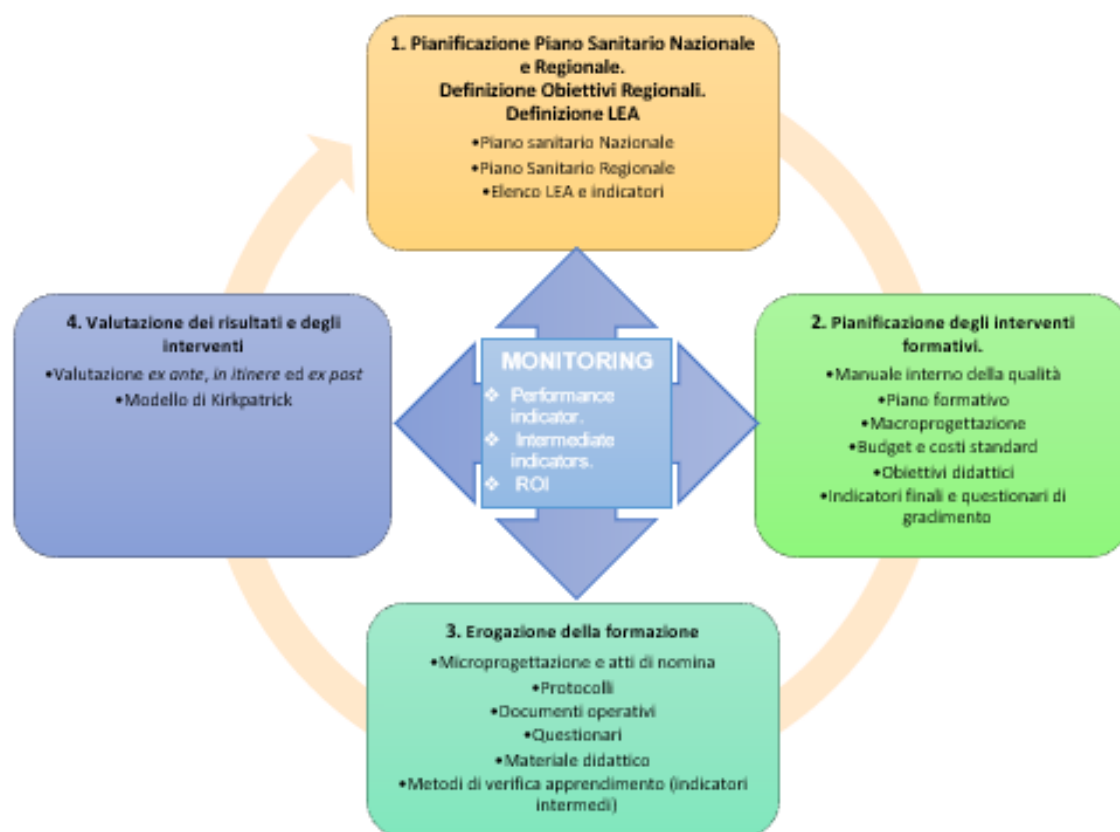 1. Pianificazione Piano Sanitario Nazionale
e Regionale.
Definizione Obiettivi Regionali.
Definizione LEA
•Piano sanitario Nazionale
•Piano Sanitario Regionale
•Elenco LEA e indicatori
4. Valutazione dei risultati e degli
interventi
•Valutazione ex ante, in itinere ed ex post
•Modello di Kirkpatrick
MONITORING
❖ Performance
indicator.
❖ Intermediate
indicators.
❖ ROI
2. Pianificazione degli interventi
formativi.
•Manuale interno della qualità
•Piano formativo
•Macroprogettazione
•Budget e costi standard
•Obiettivi didattici
•Indicatori finali e questionari di
gradimento
3. Erogazione della formazione
•Microprogettazione e atti di nomina
•Protocolli
•Documenti operativi
•Questionari
•Materiale didattico
•Metodi di verifica apprendimento (indicatori
intermedi)